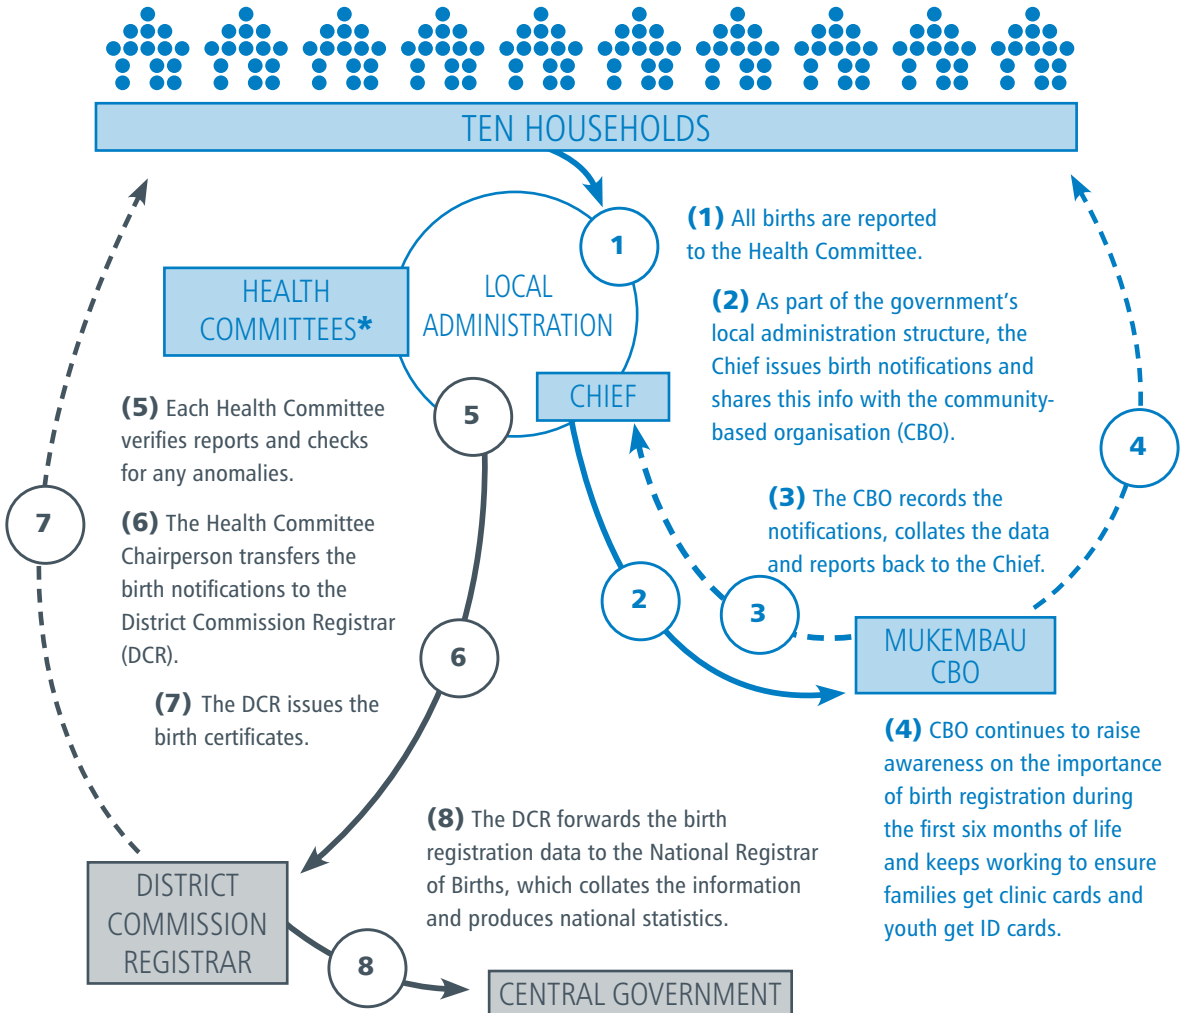 TEN HOUSEHOLDS
1
(1) All births are reported
to the Health Committee.
HEALTH
COMMITTEES*
LOCAL
ADMINISTRATION
(2) As part of the government's
local administration structure, the
Chief issues birth notifications and
shares this info with the community-
based organisation (CBO).
CHIEF
5
4
(5) Each Health Committee
verifies reports and checks
for any anomalies.
(3) The CBO records the
notifications, collates the data
and reports back to the Chief.
7
(6) The Health Committee
Chairperson transfers the
birth notifications to the
District Commission Registrar
(DCR).
2
3
6
MUKEMBAU
CBO
(7) The DCR issues the
birth certificates.
(4) CBO continues to raise
awareness on the importance
of birth registration during
the first six months of life
and keeps working to ensure
families get clinic cards and
youth get ID cards.
(8) The DCR forwards the birth
registration data to the National Registrar
of Births, which collates the information
and produces national statistics.
DISTRICT
COMMISSION
REGISTRAR
8
CENTRAL GOVERNMENT